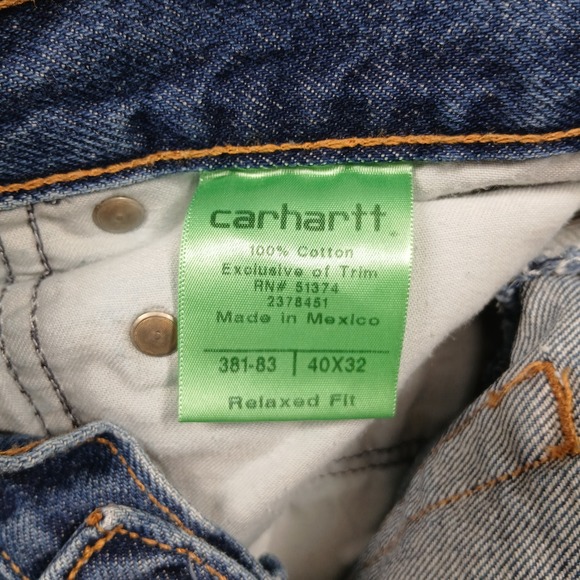 carhartt
100% Cotton
Exclusive of Trim
RN# 51374
2378451
Made in Mexico
381-83 | 40X32
Relaxed Fit